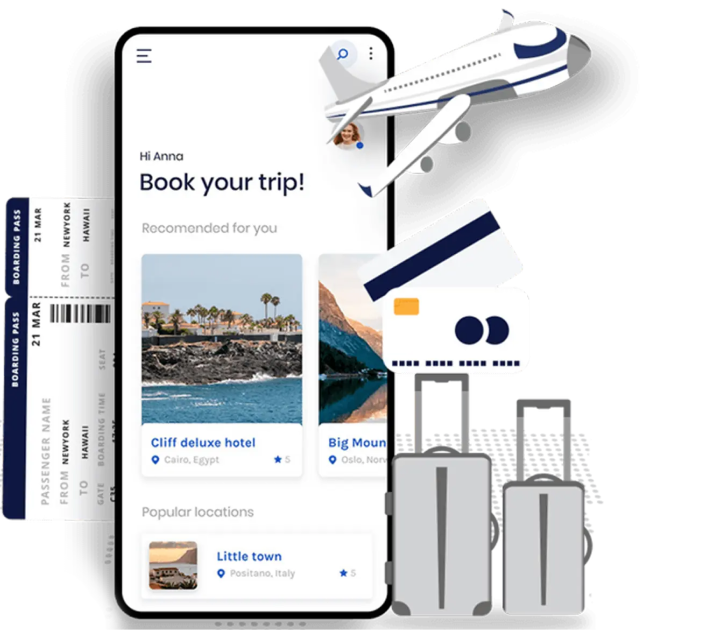 Hi Anna
Book your trip!
Recomended for you
Cliff deluxe hotel
Cairo, Egypt
5
Big Moun
Oslo, Norw
Popular locations
Little town
Positano, Italy
5
BOARDING PASS
21 MAR
FROM NEWYORK
TO HAWAII
BOARDING PASS
21 MAR
PASSENGER NAME
FROM NEWYORK
TO HAWAII
GATE BOARDING TIME SEAT